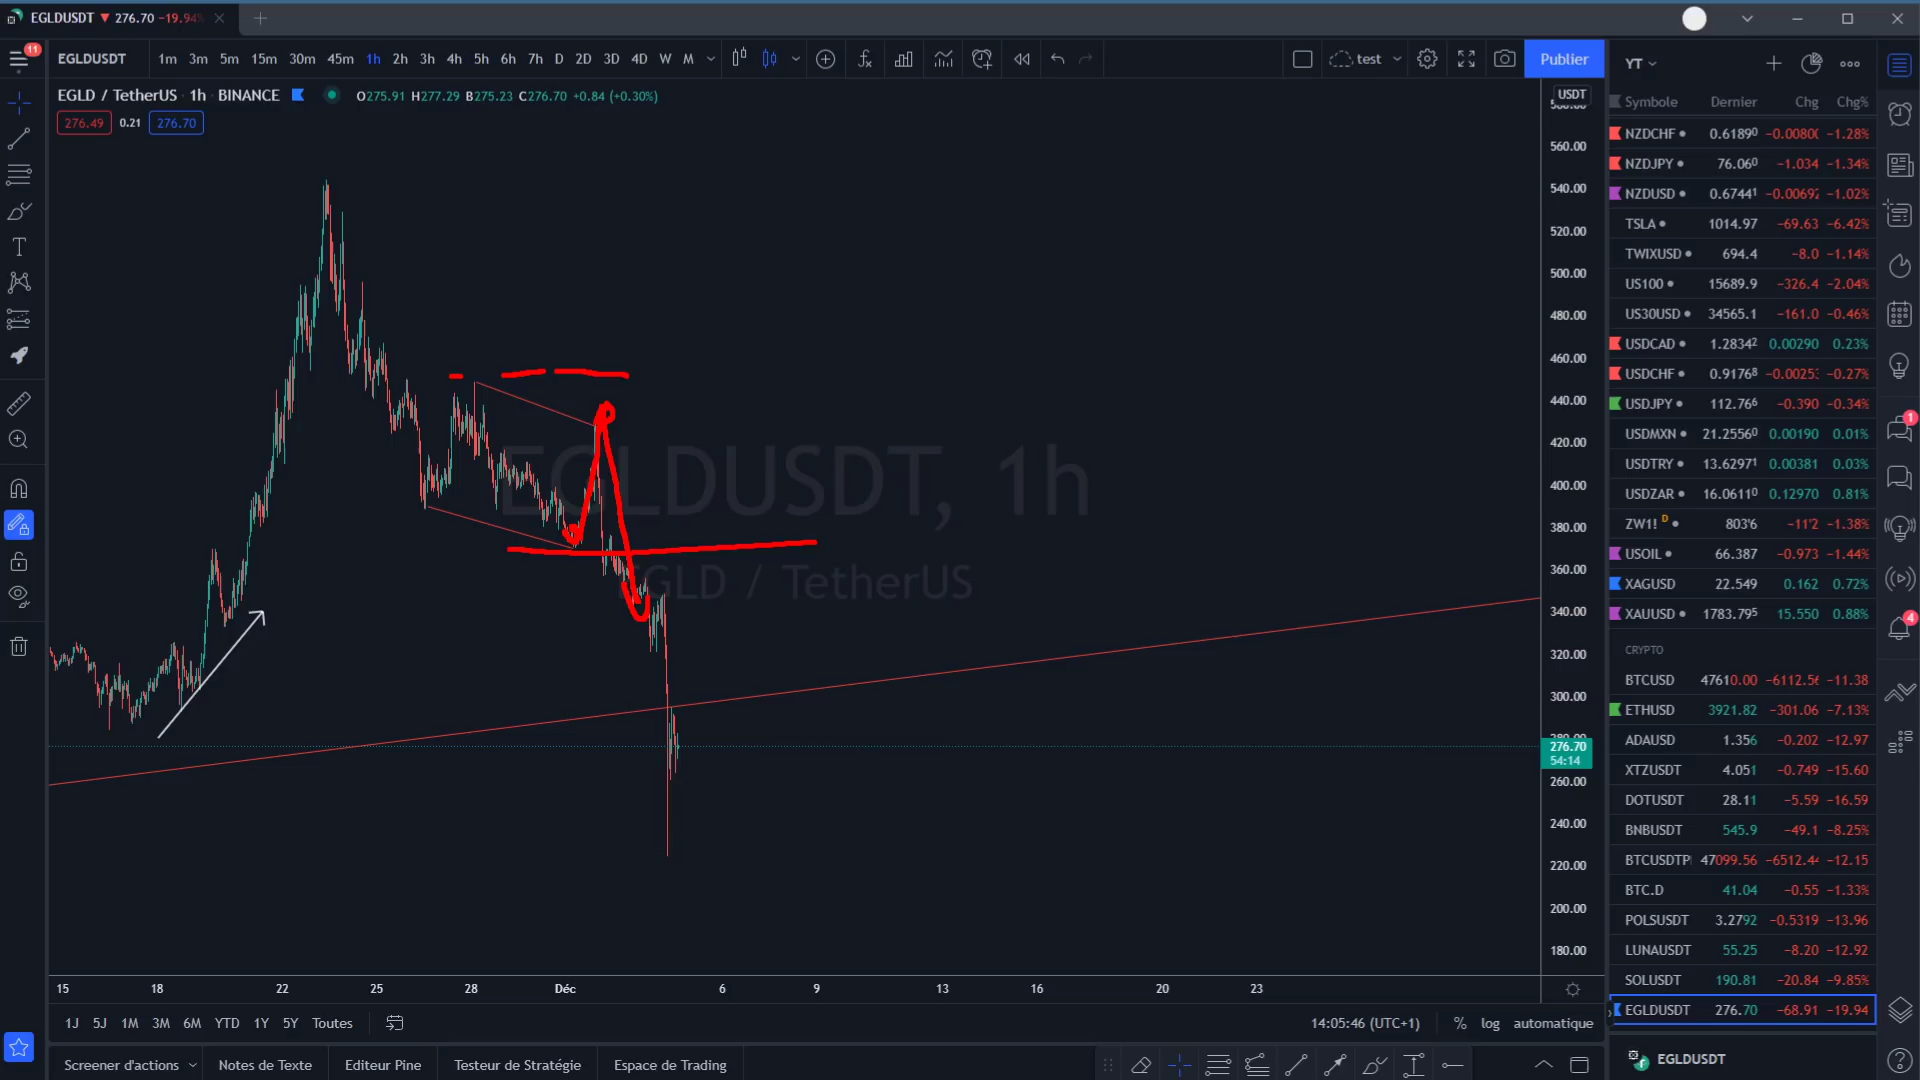 EGLDUSDT ▼ 276.70 −19.94%
11
EGLDUSDT 1m 3m 5m 15m 30m 45m 1h 2h 3h 4h 5h 6h 7h D 2D 3D 4D W M test Publier
EGLD / TetherUS · 1h · BINANCE O275.91 H277.29 B275.23 C276.70 +0.84 (+0.30%)
276.49 0.21 276.70
EGLDUSDT, 1h
EGLD / TetherUS
USDT
560.00
540.00
520.00
500.00
480.00
460.00
440.00
420.00
400.00
380.00
360.00
340.00
320.00
300.00
276.70
54:14
260.00
240.00
220.00
200.00
180.00
15 18 22 25 28 Déc 6 9 13 16 20 23
1J 5J 1M 3M 6M YTD 1Y 5Y Toutes 14:05:46 (UTC+1) % log automatique
Screener d'actions Notes de Texte Editeur Pine Testeur de Stratégie Espace de Trading
YT
Symbole Dernier Chg Chg%
NZDCHF 0.61890 −0.0080 −1.28%
NZDJPY 76.060 −1.034 −1.34%
NZDUSD 0.67441 −0.00692 −1.02%
TSLA 1014.97 −69.63 −6.42%
TWIXUSD 694.4 −8.0 −1.14%
US100 15689.9 −326.4 −2.04%
US30USD 34565.1 −161.0 −0.46%
USDCAD 1.28342 0.00290 0.23%
USDCHF 0.91768 −0.00253 −0.27%
USDJPY 112.766 −0.390 −0.34%
USDMXN 21.25560 0.00190 0.01%
USDTRY 13.62971 0.00381 0.03%
USDZAR 16.06110 0.12970 0.81%
ZW1! D 803'6 −11'2 −1.38%
USOIL 66.387 −0.973 −1.44%
XAGUSD 22.549 0.162 0.72%
XAUUSD 1783.795 15.550 0.88%
CRYPTO
BTCUSD 47610.00 −6112.56 −11.38
ETHUSD 3921.82 −301.06 −7.13%
ADAUSD 1.356 −0.202 −12.97
XTZUSDT 4.051 −0.749 −15.60
DOTUSDT 28.11 −5.59 −16.59
BNBUSDT 545.9 −49.1 −8.25%
BTCUSDTP 47099.56 −6512.44 −12.15
BTC.D 41.04 −0.55 −1.33%
POLSUSDT 3.2792 −0.5319 −13.96
LUNAUSDT 55.25 −8.20 −12.92
SOLUSDT 190.81 −20.84 −9.85%
EGLDUSDT 276.70 −68.91 −19.94
EGLDUSDT
1
4